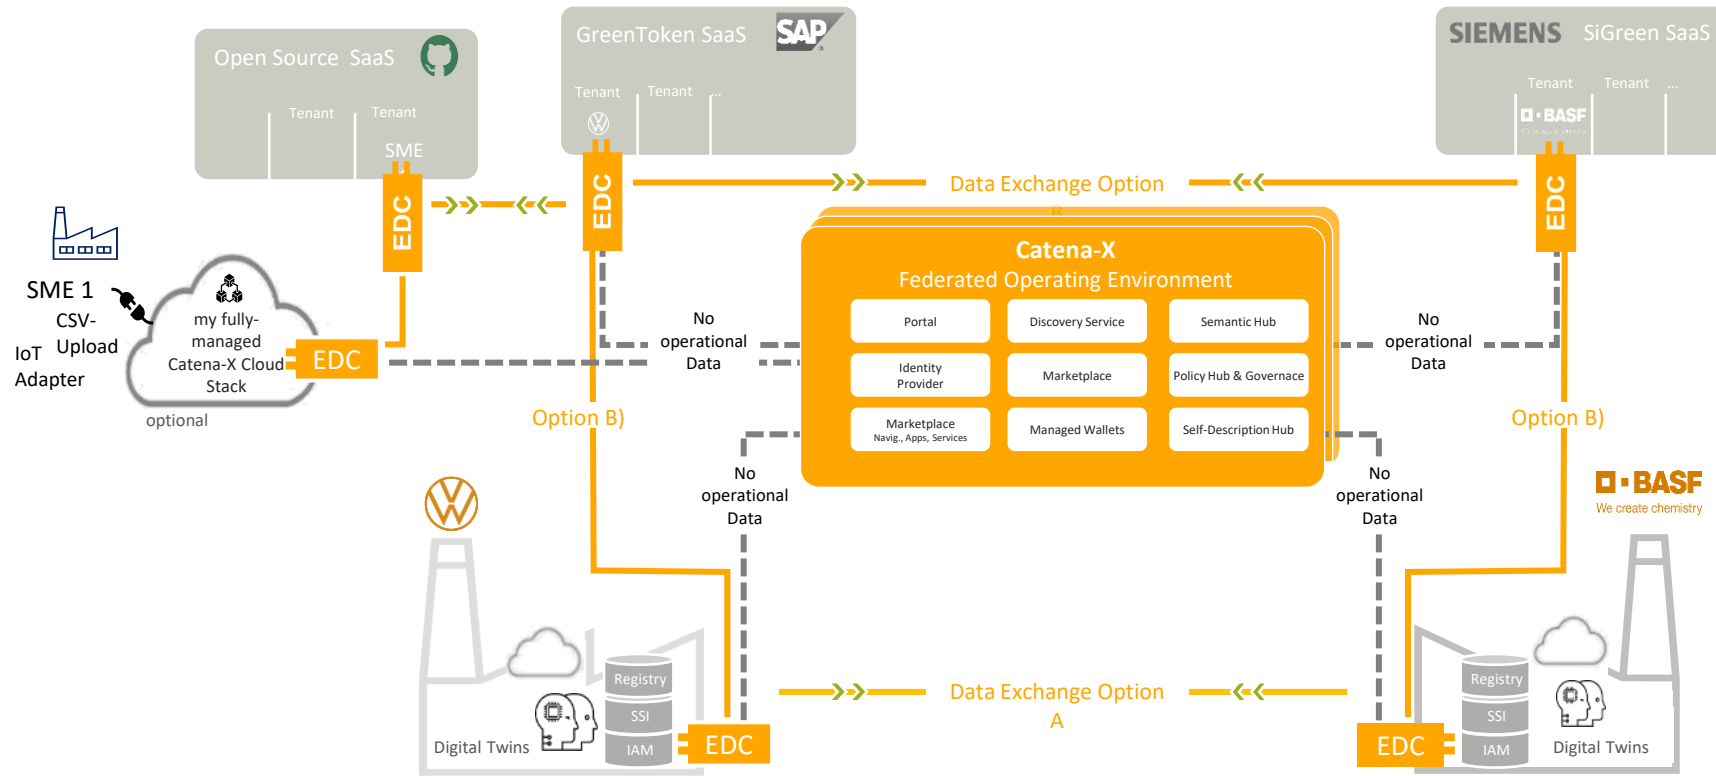 Open Source SaaS
Tenant
Tenant
SME
GreenToken SaaS
SAP
Tenant
Tenant
...
SIEMENS
SiGreen SaaS
Tenant
Tenant
...
BASF
EDC
EDC
EDC
Data Exchange Option
B
SME 1
CSV-
Upload
IoT
Adapter
my fully-
managed
Catena-X Cloud
Stack
optional
EDC
Catena-X
Federated Operating Environment
Portal
Discovery Service
Semantic Hub
Identity
Provider
Marketplace
Policy Hub & Governace
Marketplace
Navig., Apps, Services
Managed Wallets
Self-Description Hub
No
operational
Data
No
operational
Data
Option B)
Option B)
No
operational
Data
No
operational
Data
BASF
We create chemistry
Registry
SSI
IAM
Digital Twins
EDC
Data Exchange Option
A
EDC
Registry
SSI
IAM
Digital Twins